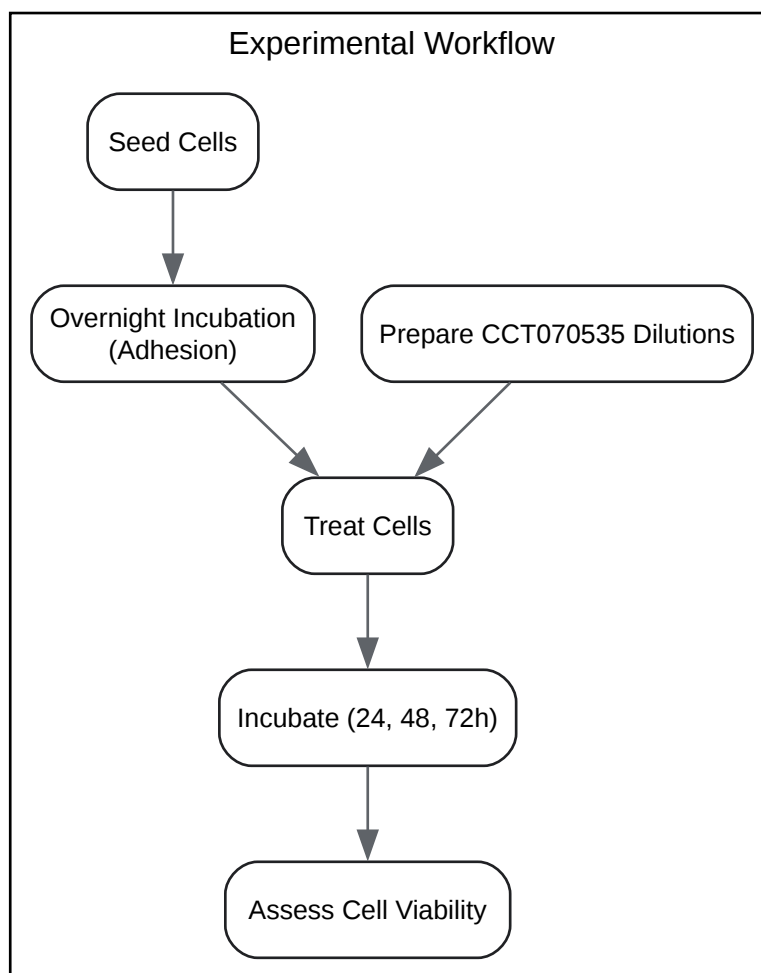 Experimental Workflow
Seed Cells
Overnight Incubation
(Adhesion)
Prepare CCT070535 Dilutions
Treat Cells
Incubate (24, 48, 72h)
Assess Cell Viability